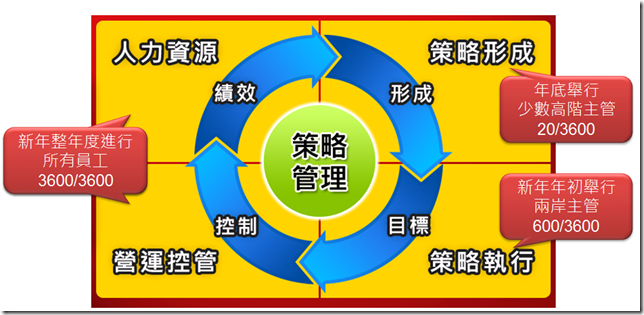 人力資源
策略形成
績效
形成
年底舉行
少數高階主管
20/3600
新年整年度進行
所有員工
3600/3600
策略
管理
新年年初舉行
兩岸主管
600/3600
控制
目標
營運控管
策略執行